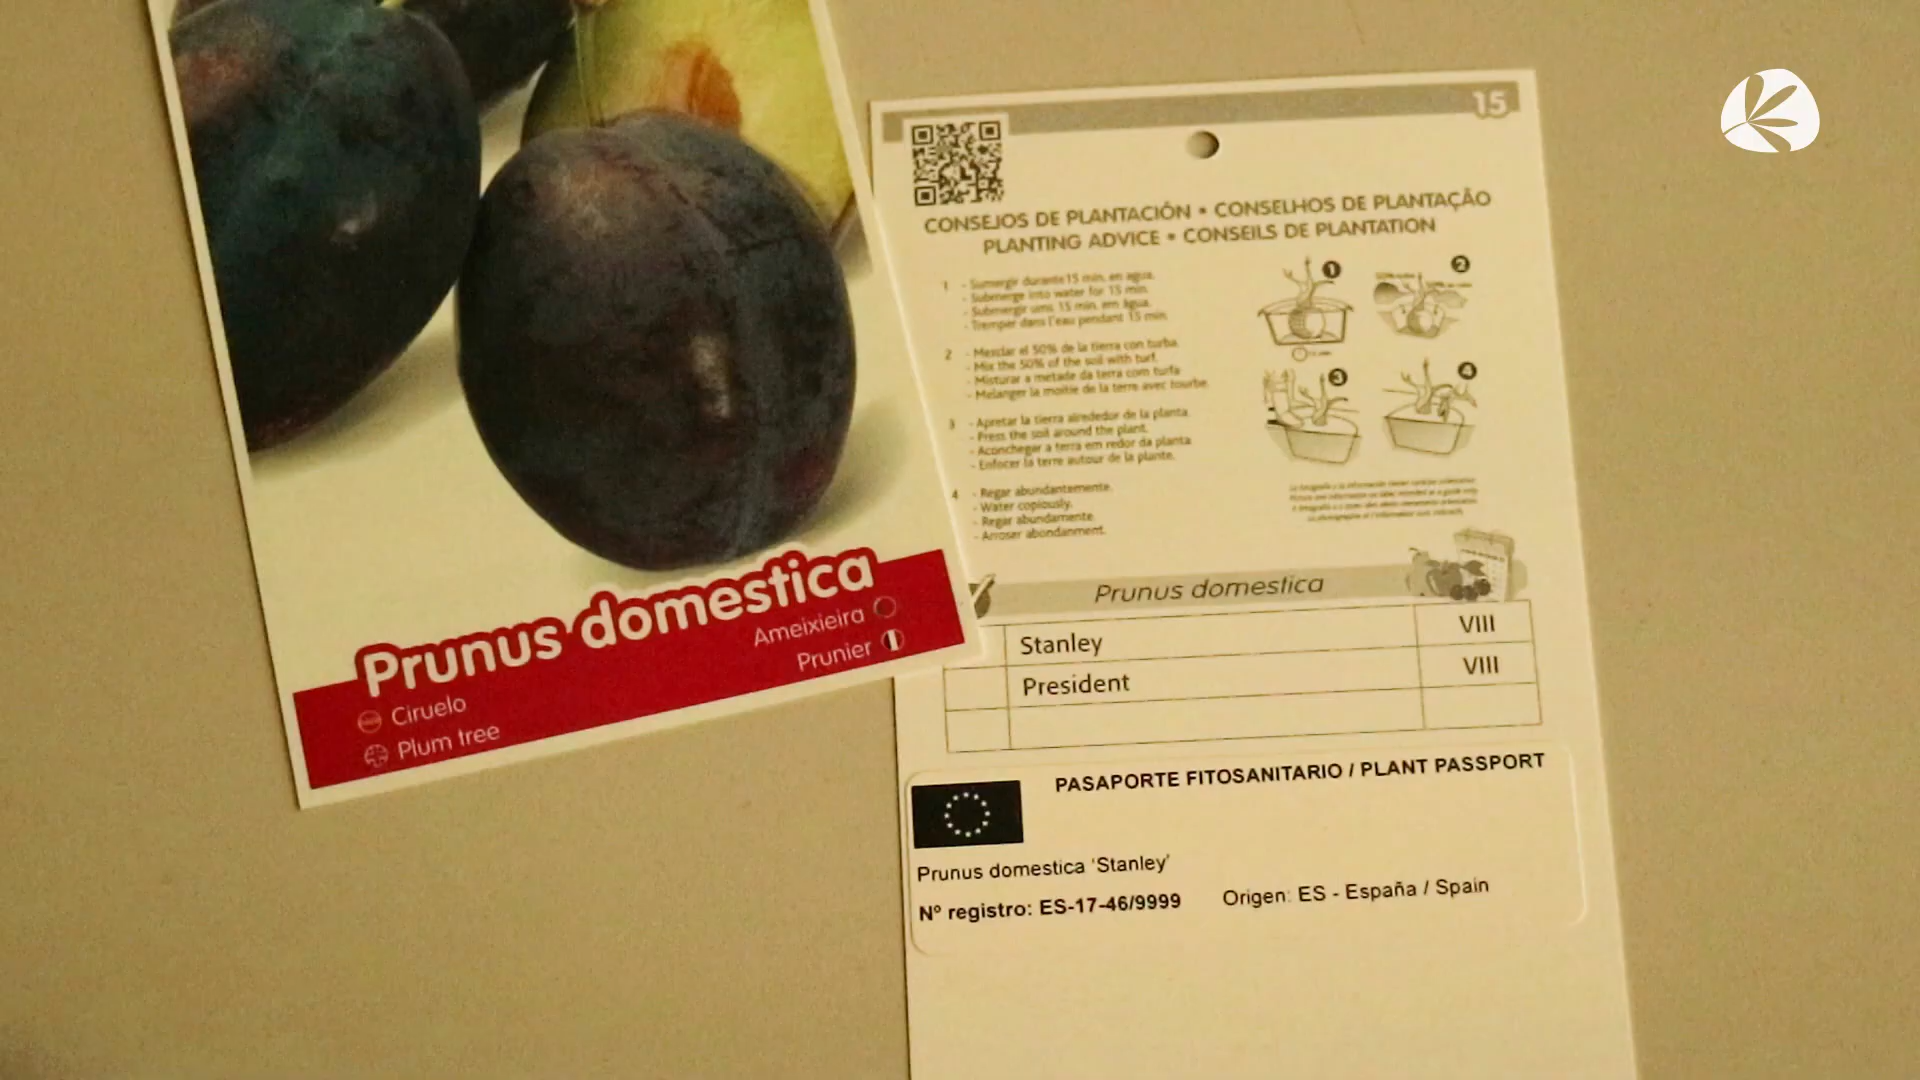 Prunus domestica
Ameixieira
Prunier
Ciruelo
Plum tree
15
CONSEJOS DE PLANTACIÓN • CONSELHOS DE PLANTAÇÃO
PLANTING ADVICE • CONSEILS DE PLANTATION
1 - Sumergir durante 15 min. en agua.
- Submerge into water for 15 min.
- Submergir ums 15 min. em água.
- Tremper dans l'eau pendant 15 min.
2 - Mezclar el 50% de la tierra con turba.
- Mix the 50% of the soil with turf.
- Misturar a metade da terra com turfa
- Melanger la moitie de la terre avec tourbe.
3 - Apretar la tierra alrededor de la planta.
- Press the soil around the plant.
- Aconchegar a terra em redor da planta
- Enfocer la terre autour de la plante.
4 - Regar abundantemente.
- Water copiously.
- Regar abundamente
- Arroser abondanment.
1
2
3
4
Prunus domestica
Stanley VIII
President VIII
PASAPORTE FITOSANITARIO / PLANT PASSPORT
Prunus domestica ‘Stanley’
Nº registro: ES-17-46/9999 Origen: ES - España / Spain